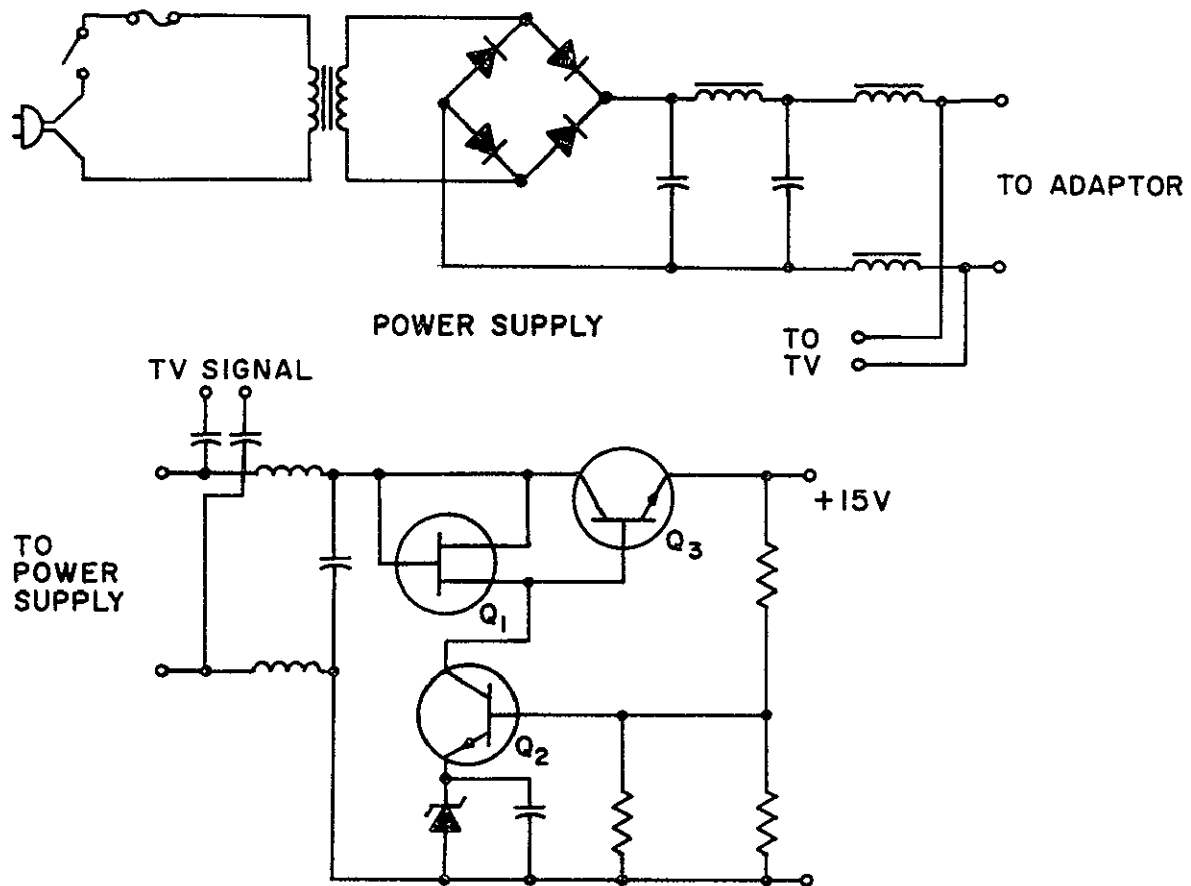 TO ADAPTOR
POWER SUPPLY
TO
TV
TV SIGNAL
+15V
Q3
TO
POWER
SUPPLY
Q1
Q2